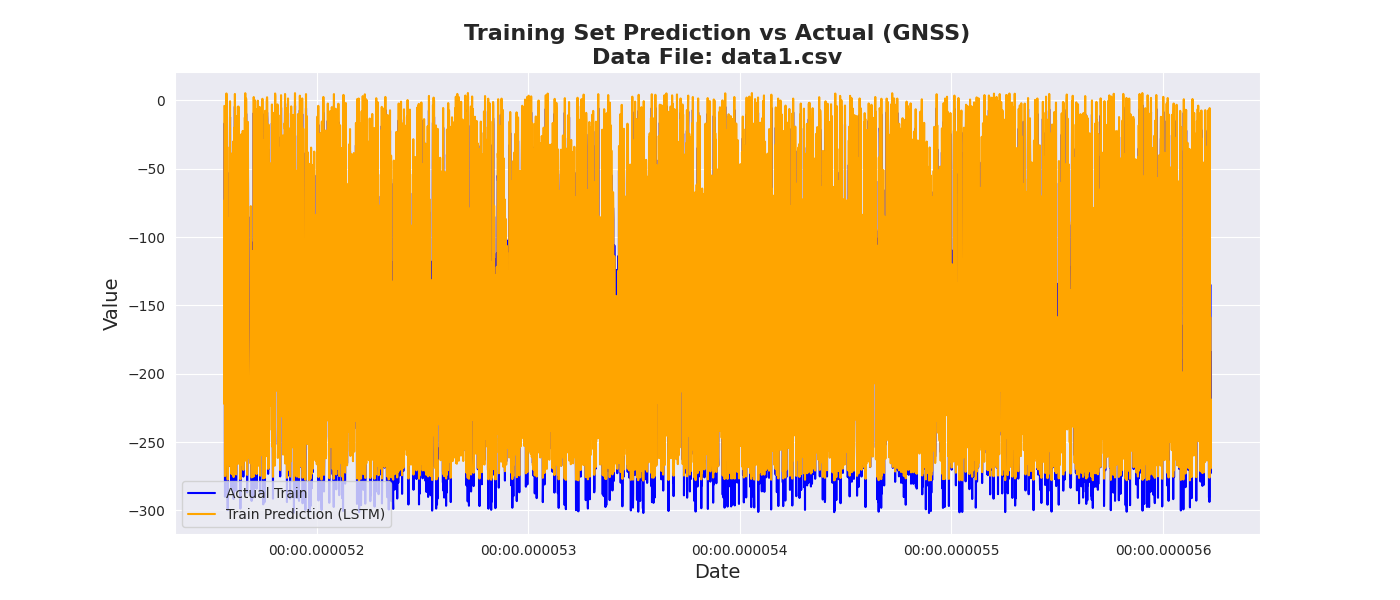 Training Set Prediction vs Actual (GNSS)
Data File: data1.csv
Value
0
−50
−100
−150
−200
−250
−300
Actual Train
Train Prediction (LSTM)
00:00.000052
00:00.000053
00:00.000054
00:00.000055
00:00.000056
Date